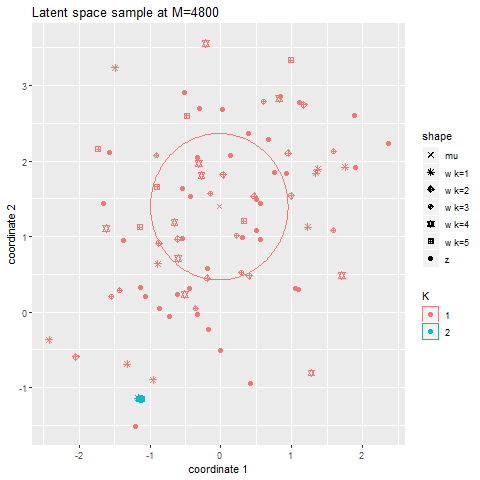 Latent space sample at M=4800
coordinate 2
3
2
1
0
-1
-2
-1
0
1
2
coordinate 1
shape
mu
w k=1
w k=2
w k=3
w k=4
w k=5
z
K
1
2